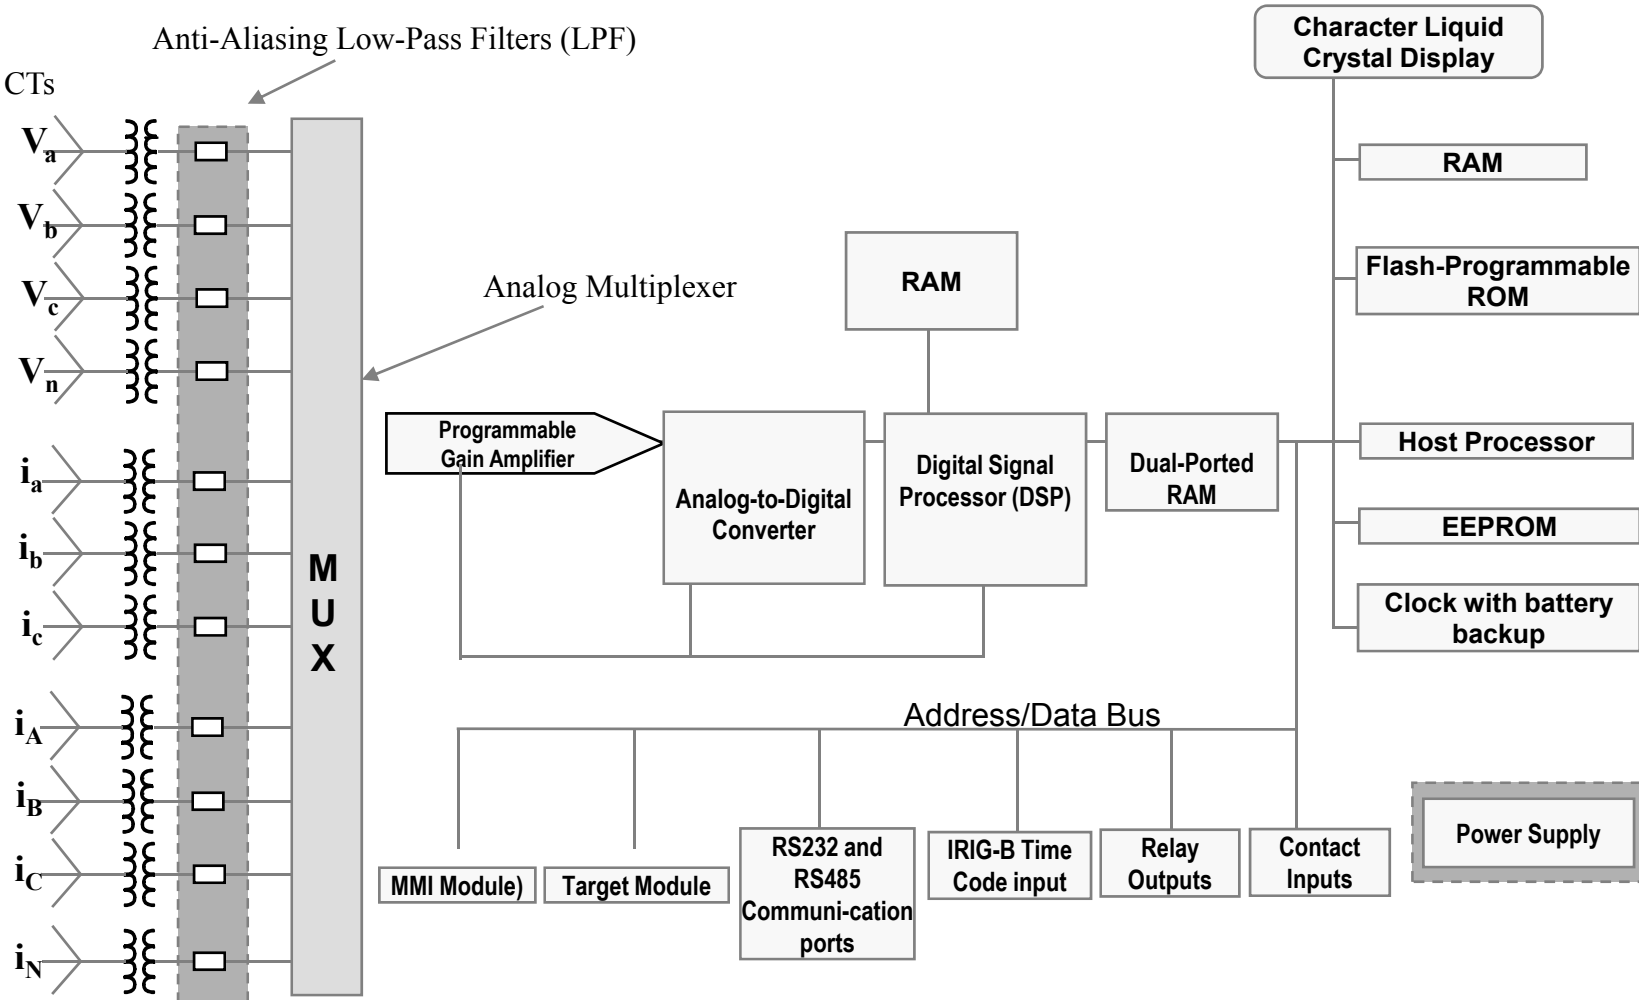 Anti-Aliasing Low-Pass Filters (LPF)
CTs
Va
Vb
Vc
Vn
ia
ib
ic
iA
iB
iC
iN
M
U
X
Analog Multiplexer
Programmable
Gain Amplifier
Analog-to-Digital
Converter
RAM
Digital Signal
Processor (DSP)
Dual-Ported
RAM
Character Liquid
Crystal Display
RAM
Flash-Programmable
ROM
Host Processor
EEPROM
Clock with battery
backup
Address/Data Bus
MMI Module)
Target Module
RS232 and
RS485
Communi-cation
ports
IRIG-B Time
Code input
Relay
Outputs
Contact
Inputs
Power Supply